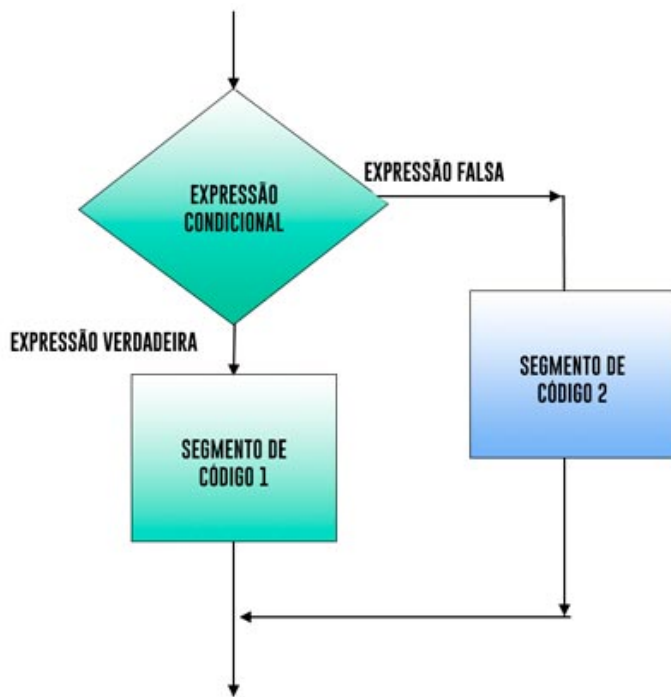 EXPRESSÃO
CONDICIONAL
EXPRESSÃO FALSA
EXPRESSÃO VERDADEIRA
SEGMENTO DE
CÓDIGO 1
SEGMENTO DE
CÓDIGO 2